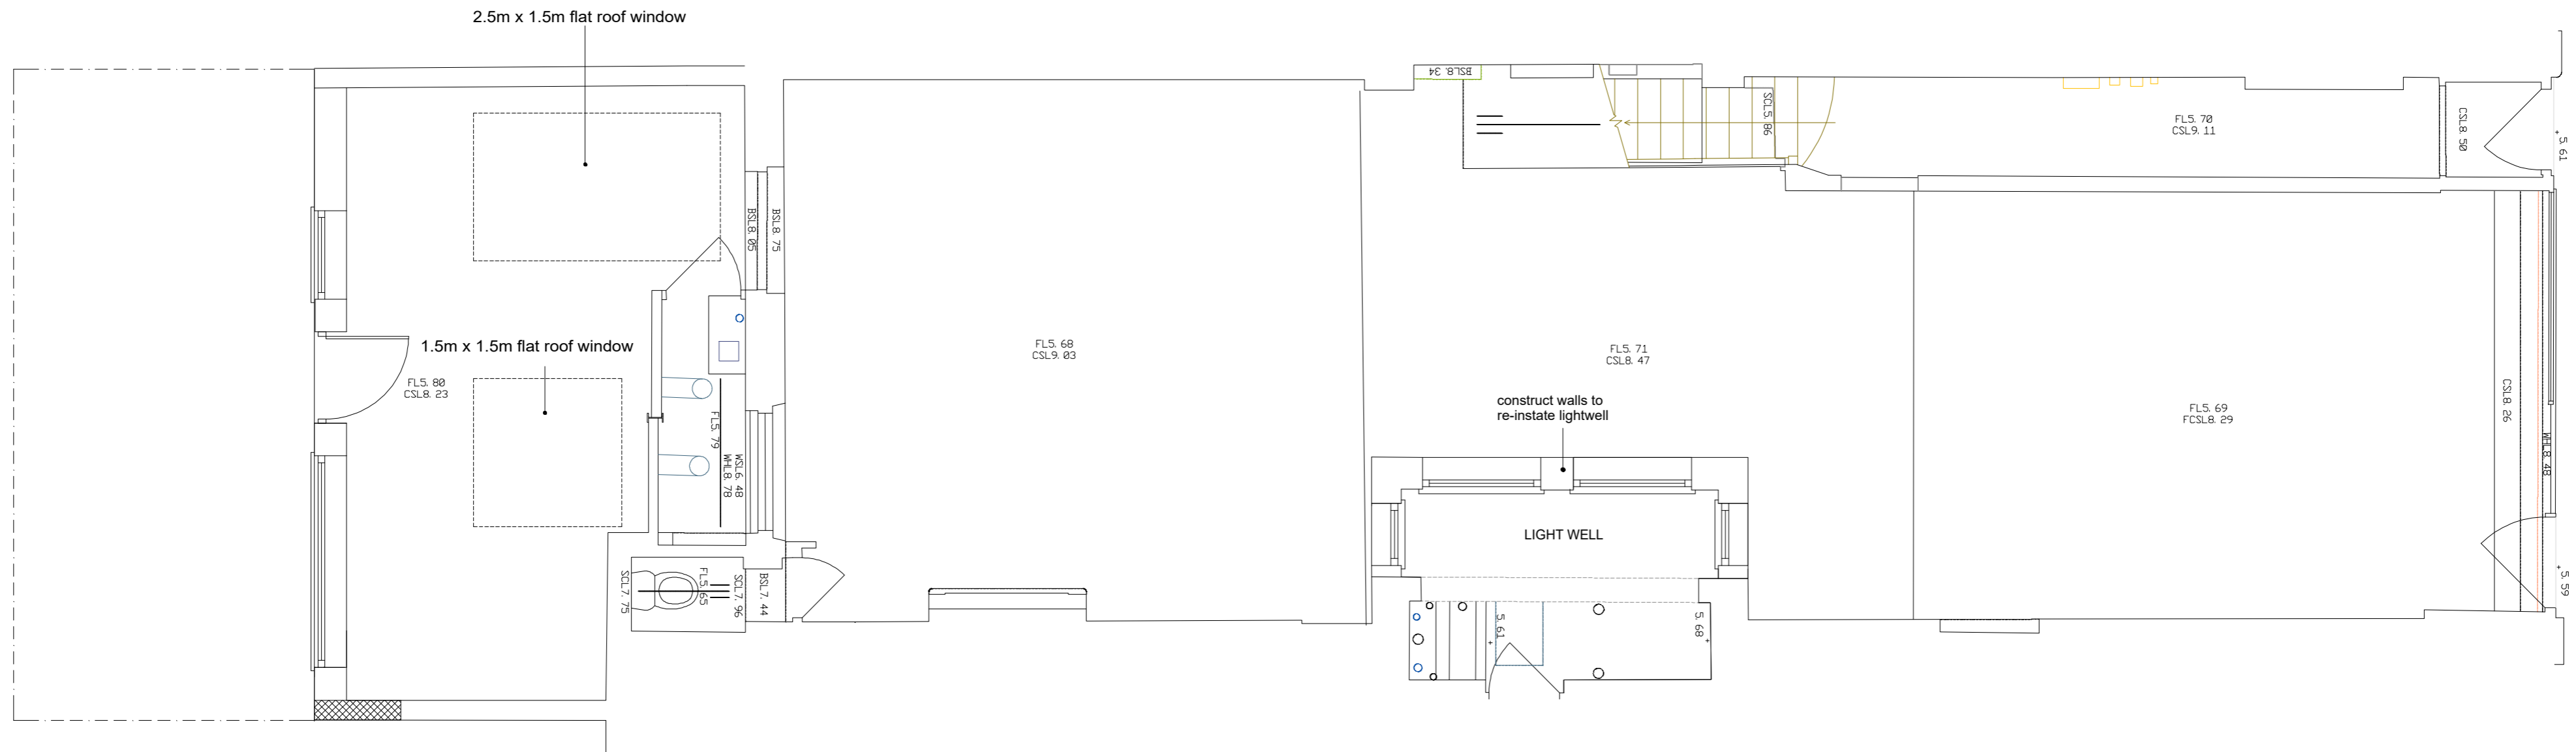 2.5m x 1.5m flat roof window
BSL8. 34
SCL5. 86
FL5. 70
CSL9. 11
CSL8. 50
5. 61
BSL8. 05
BSL8. 75
1.5m x 1.5m flat roof window
FL5. 80
CSL8. 23
FL5. 68
CSL9. 03
FL5. 71
CSL8. 47
construct walls to
re-instate lightwell
FL5. 69
FCSL8. 29
CSL8. 26
WHL8. 48
FL5. 79
WSL6. 48
WHL8. 78
LIGHT WELL
SCL7. 75
FL5. 65
SCL7. 96
BSL7. 44
5. 61
5. 68
5. 59